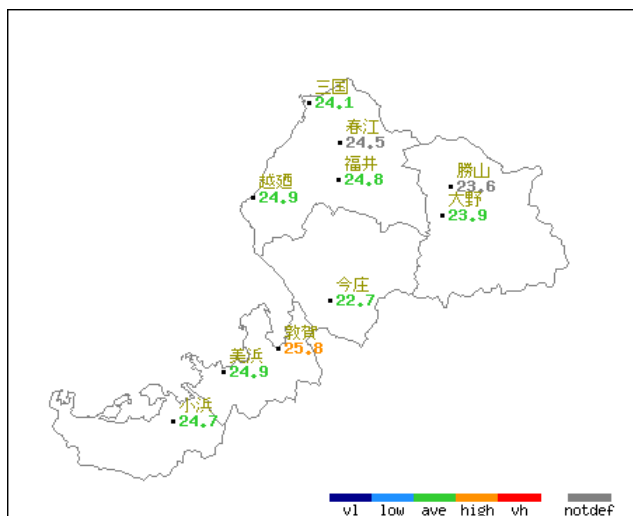 三国
24.1
春江
24.5
福井
24.8
勝山
23.6
越廼
24.9
大野
23.9
今庄
22.7
敦賀
25.8
美浜
24.9
小浜
24.7
vl low ave high vh notdef